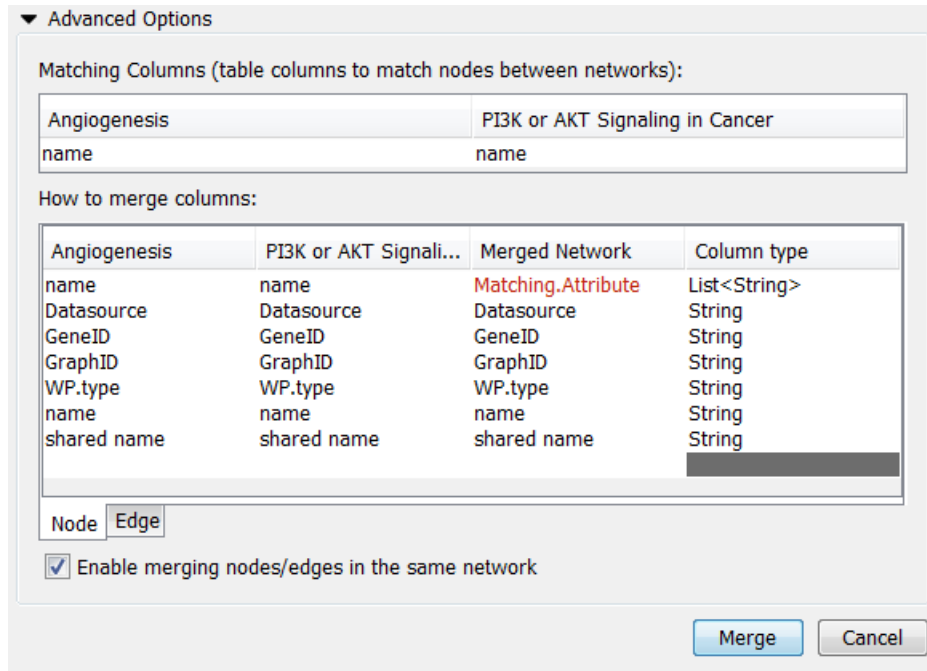 Advanced Options
Matching Columns (table columns to match nodes between networks):
Angiogenesis PI3K or AKT Signaling in Cancer
name name
How to merge columns:
Angiogenesis PI3K or AKT Signali... Merged Network Column type
name name Matching.Attribute List<String>
Datasource Datasource Datasource String
GeneID GeneID GeneID String
GraphID GraphID GraphID String
WP.type WP.type WP.type String
name name name String
shared name shared name shared name String
Node Edge
Enable merging nodes/edges in the same network
Merge Cancel